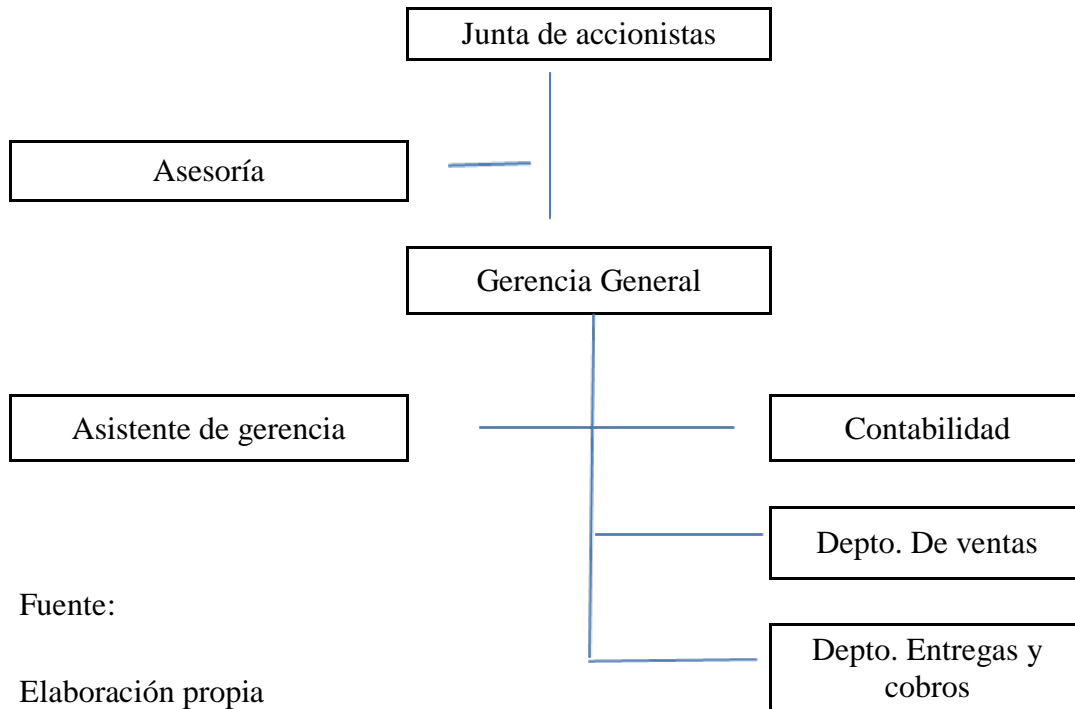 Junta de accionistas
Asesoría
Gerencia General
Asistente de gerencia
Contabilidad
Depto. De ventas
Depto. Entregas y
cobros
Fuente:
Elaboración propia